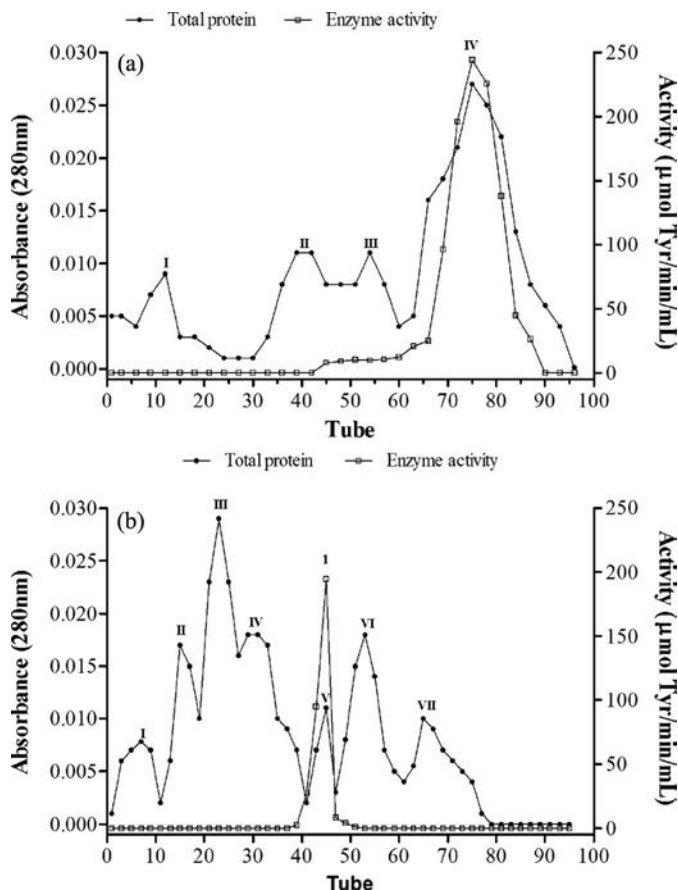 Total protein Enzyme activity
(a)
IV
I
II
III
0.030
0.025
0.020
0.015
0.010
0.005
0.000
Absorbance (280nm)
250
200
150
100
50
0
Activity (µmol Tyr/min/mL)
0 10 20 30 40 50 60 70 80 90 100
Tube
Total protein Enzyme activity
(b)
III
1
II
IV
VI
V
VII
I
0.030
0.025
0.020
0.015
0.010
0.005
0.000
Absorbance (280nm)
250
200
150
100
50
0
Activity (µmol Tyr/min/mL)
0 10 20 30 40 50 60 70 80 90 100
Tube